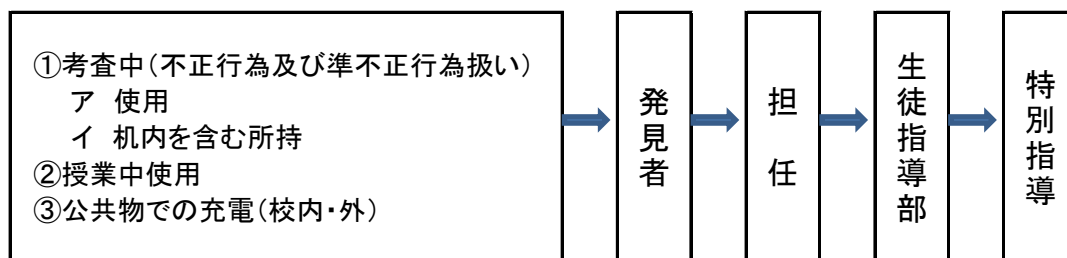 ①考査中(不正行為及び準不正行為扱い)
ア 使用
イ 机内を含む所持
②授業中使用
③公共物での充電(校内・外)
発見者
担任
生徒指導部
特別指導